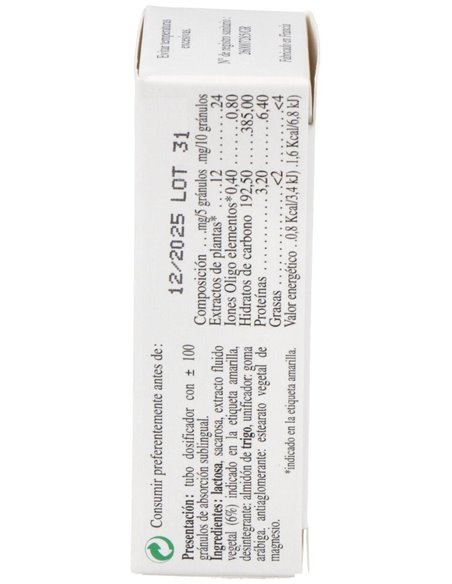 Consumir preferentemente antes de:
12/2025 LOT 31
Presentación: tubo dosificador con ± 100
gránulos de absorción sublingual.
Ingredientes: lactosa, sacarosa, extracto fluido
vegetal (6%) indicado en la etiqueta amarilla,
desintegrante: almidón de trigo, unificador: goma
arábiga, antiaglomerante: estearato vegetal de
magnesio.
Composición . . .mg/5 gránulos .mg/10 gránulos
Extractos de plantas* . . . .12 . . . . . . . .24
Iones Oligo elementos*0,40 . . . . . . .0,80
Hidratos de carbono 192,50 . . . . .385,00
Proteínas . . . . . . . . . .3,20 . . . . . . .6,40
Grasas . . . . . . . . . . . . .<2 . . . . . . . . .<4
Valor energético . .0,8 Kcal/3,4 kJ) .1,6 Kcal/6,8 kJ)
*indicado en la etiqueta amarilla.
Evitar temperaturas
excesivas.
Nº de registro sanitario:
Fabricado en Francia